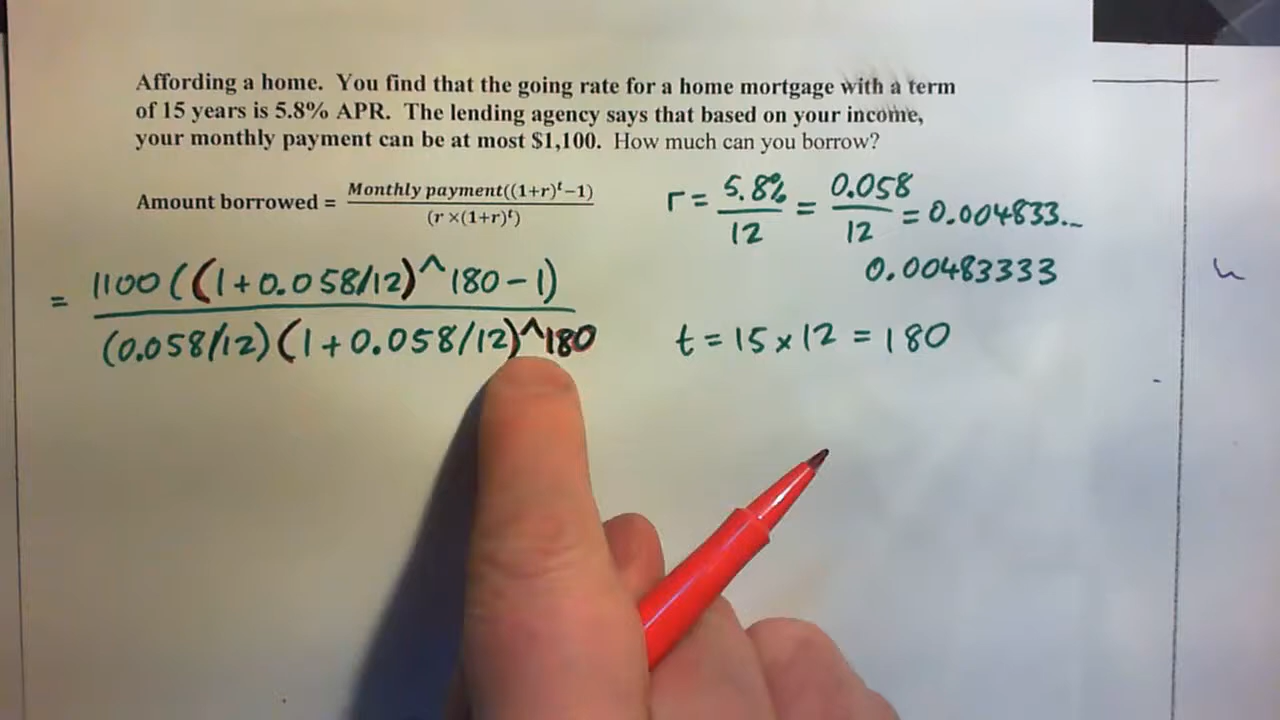 Affording a home. You find that the going rate for a home mortgage with a term
of 15 years is 5.8% APR. The lending agency says that based on your income,
your monthly payment can be at most $1,100. How much can you borrow?
Amount borrowed = Monthly payment((1+r)^t−1)
(r ×(1+r)^t)
r = 5.8% / 12 = 0.058 / 12 = 0.004833...
0.00483333
= 1100((1+0.058/12)^180-1)
(0.058/12)(1+0.058/12)^180
t = 15 × 12 = 180